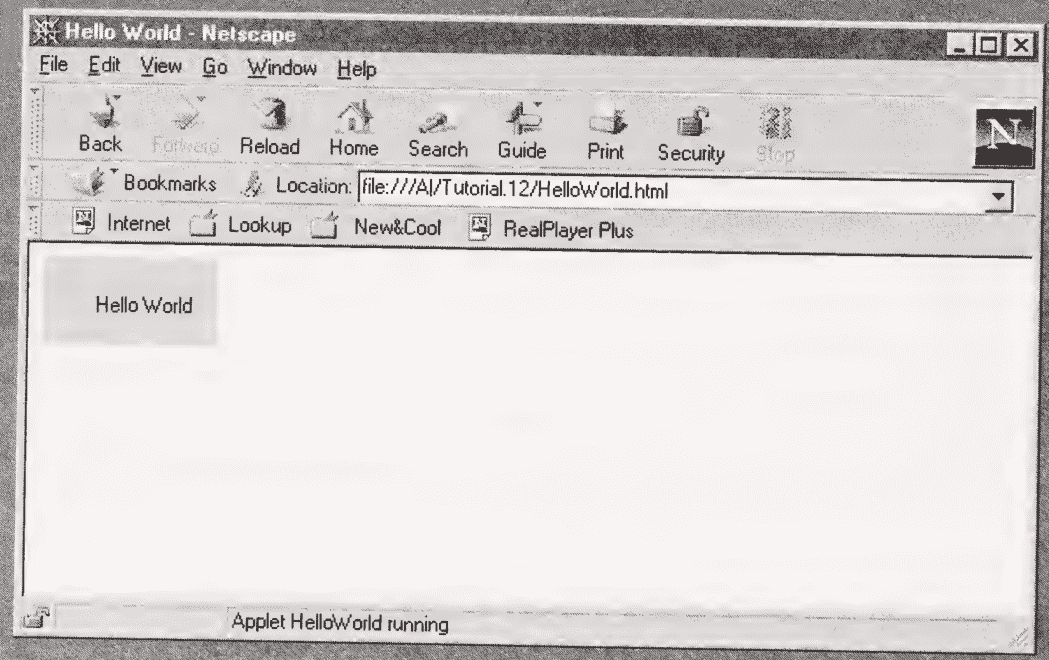 Hello World - Netscape
File Edit View Go Window Help
Back Forward Reload Home Search Guide Print Security Stop
N
Bookmarks Location: file:///A|/Tutorial.12/HelloWorld.html
Internet Lookup New&Cool RealPlayer Plus
Hello World
Applet HelloWorld running